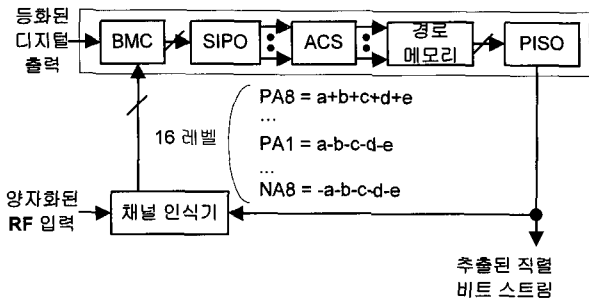 등화된
디지털
출력
BMC
SIPO
ACS
경로
메모리
PISO
16 레벨
PA8 = a+b+c+d+e
...
PA1 = a-b-c-d-e
...
NA8 = -a-b-c-d-e
양자화된
RF 입력
채널 인식기
추출된 직렬
비트 스트링